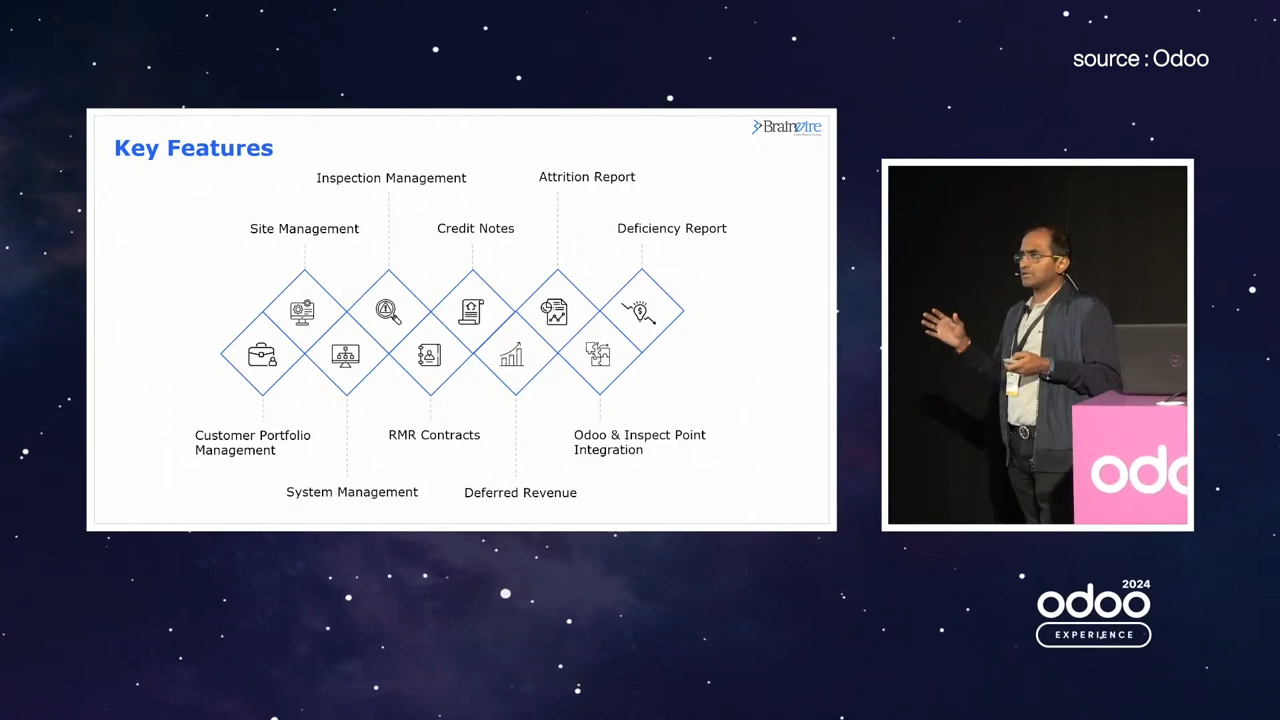 source : Odoo
Brainvire
Key Features
Inspection Management
Attrition Report
Site Management
Credit Notes
Deficiency Report
Customer Portfolio
Management
RMR Contracts
Odoo & Inspect Point
Integration
System Management
Deferred Revenue
odo
2024
odoo
EXPERIENCE